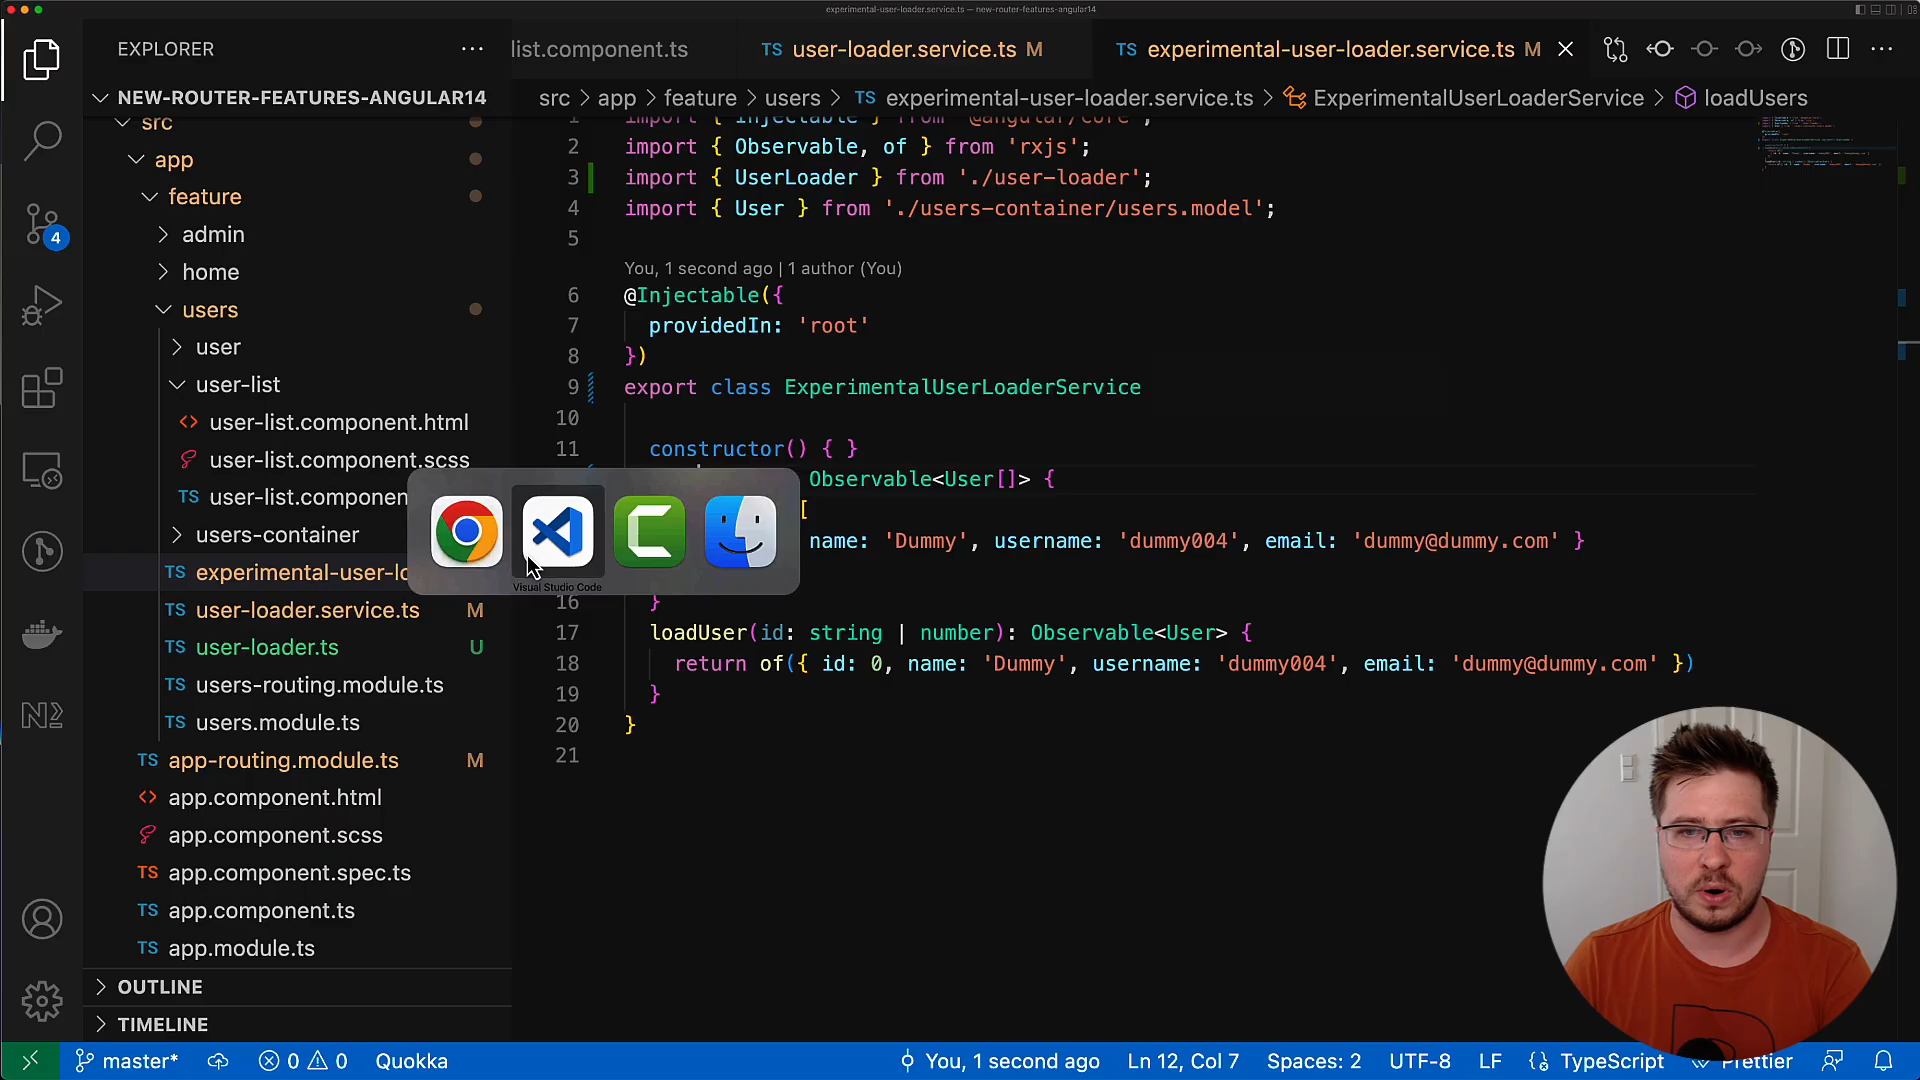 experimental-user-loader.service.ts — new-router-features-angular14
EXPLORER
list.component.ts
TS user-loader.service.ts M
TS experimental-user-loader.service.ts M
NEW-ROUTER-FEATURES-ANGULAR14
src > app > feature > users > TS experimental-user-loader.service.ts > ExperimentalUserLoaderService > loadUsers
src
app
feature
admin
home
users
user
user-list
user-list.component.html
user-list.component.scss
TS user-list.componen
users-container
TS experimental-user-lo
TS user-loader.service.ts M
TS user-loader.ts U
TS users-routing.module.ts
TS users.module.ts
TS app-routing.module.ts M
app.component.html
app.component.scss
TS app.component.spec.ts
TS app.component.ts
TS app.module.ts
OUTLINE
TIMELINE
4
1 import { Injectable } from '@angular/core';
2 import { Observable, of } from 'rxjs';
3 import { UserLoader } from './user-loader';
4 import { User } from './users-container/users.model';
5
You, 1 second ago | 1 author (You)
6 @Injectable({
7 providedIn: 'root'
8 })
9 export class ExperimentalUserLoaderService
10
11 constructor() { }
Observable<User[]> {
[
name: 'Dummy', username: 'dummy004', email: 'dummy@dummy.com' }
Visual Studio Code
16 }
17 loadUser(id: string | number): Observable<User> {
18 return of({ id: 0, name: 'Dummy', username: 'dummy004', email: 'dummy@dummy.com' })
19 }
20 }
21
master* 0 0 Quokka You, 1 second ago Ln 12, Col 7 Spaces: 2 UTF-8 LF TypeScript Prettier